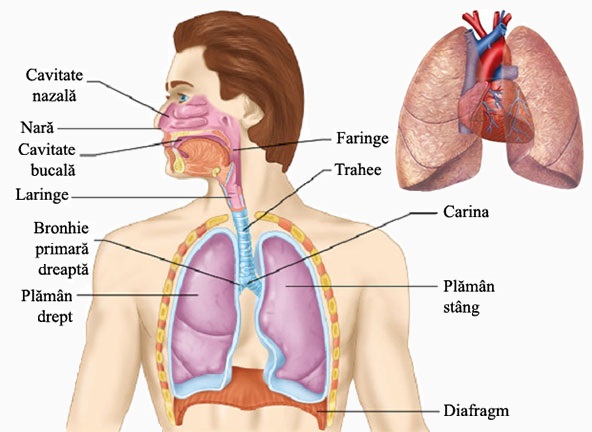 Cavitate
nazală
Nară
Cavitate
bucală
Laringe
Bronhie
primară
dreaptă
Plămân
drept
Faringe
Trahee
Carina
Plămân
stâng
Diafragm